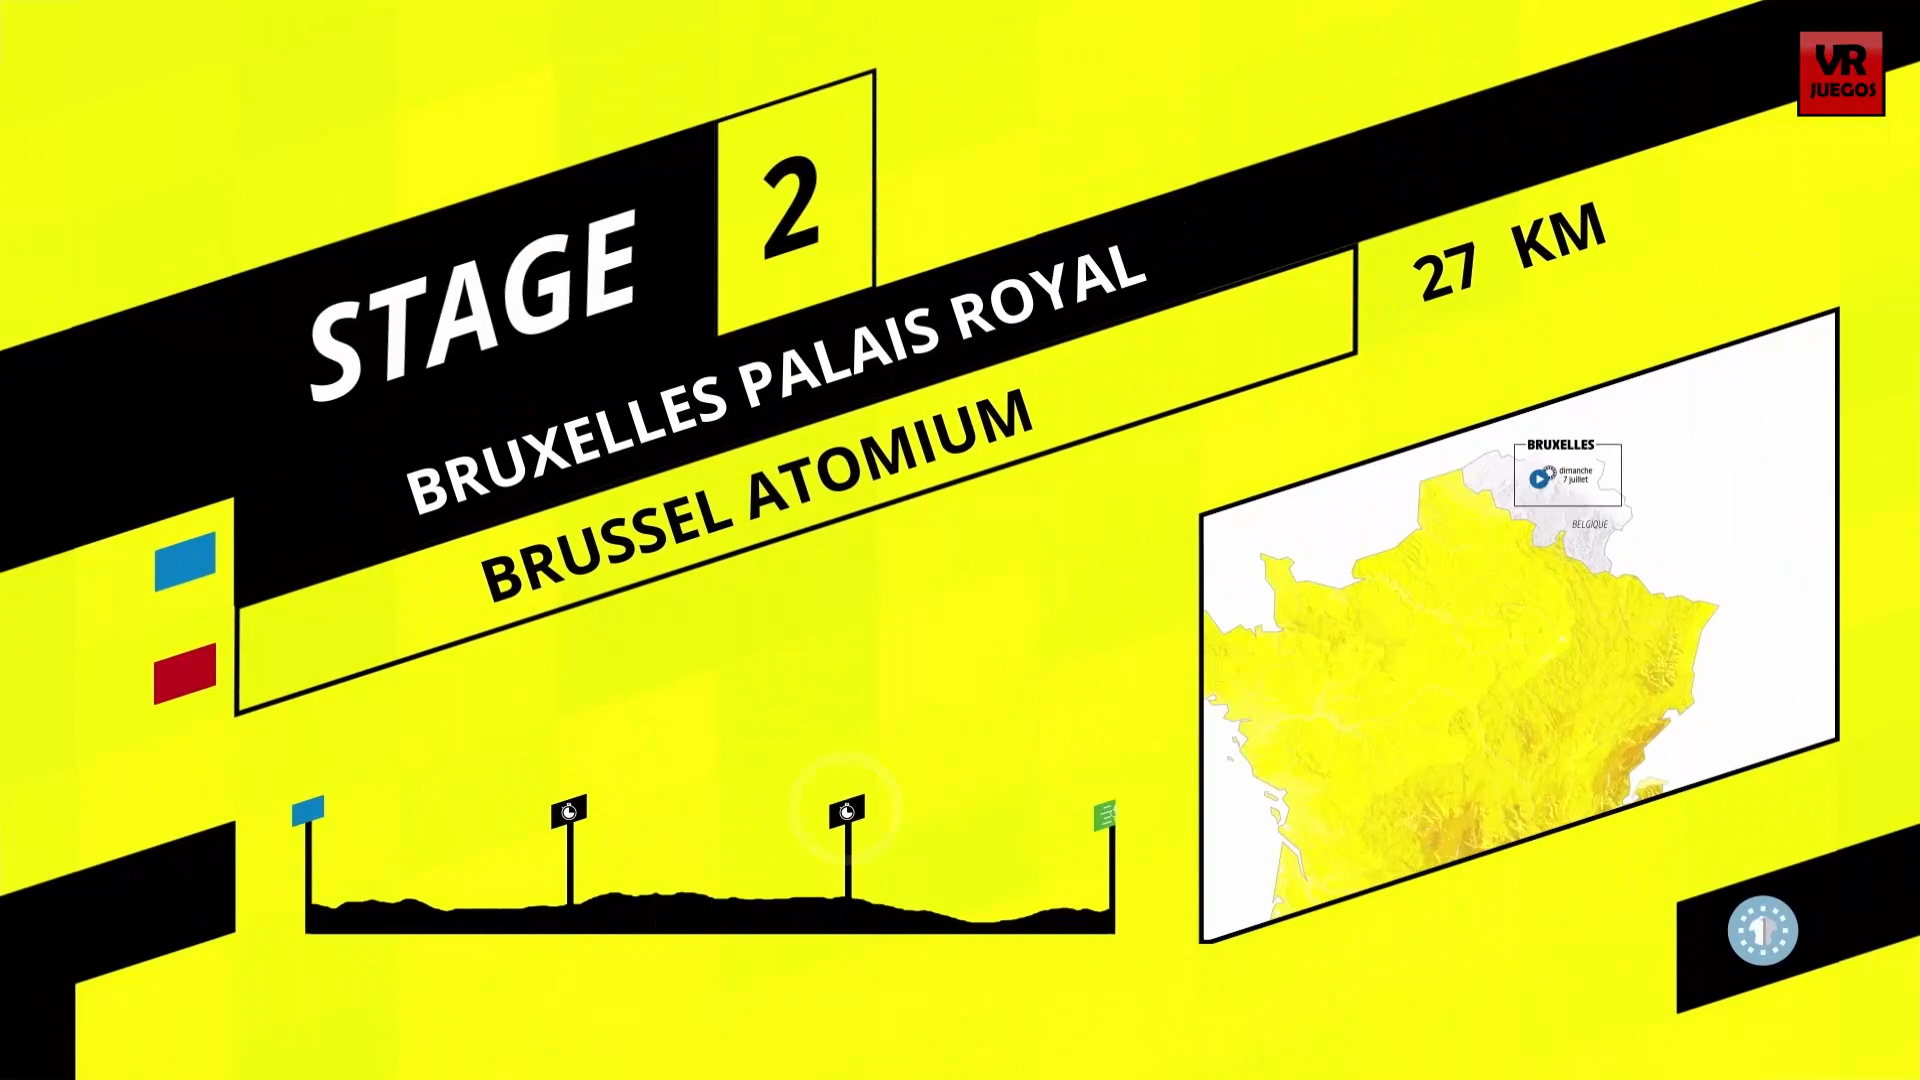 VR
JUEGOS
STAGE 2
BRUXELLES PALAIS ROYAL
27 KM
BRUSSEL ATOMIUM
BRUXELLES
dimanche
7 juillet
BELGIQUE